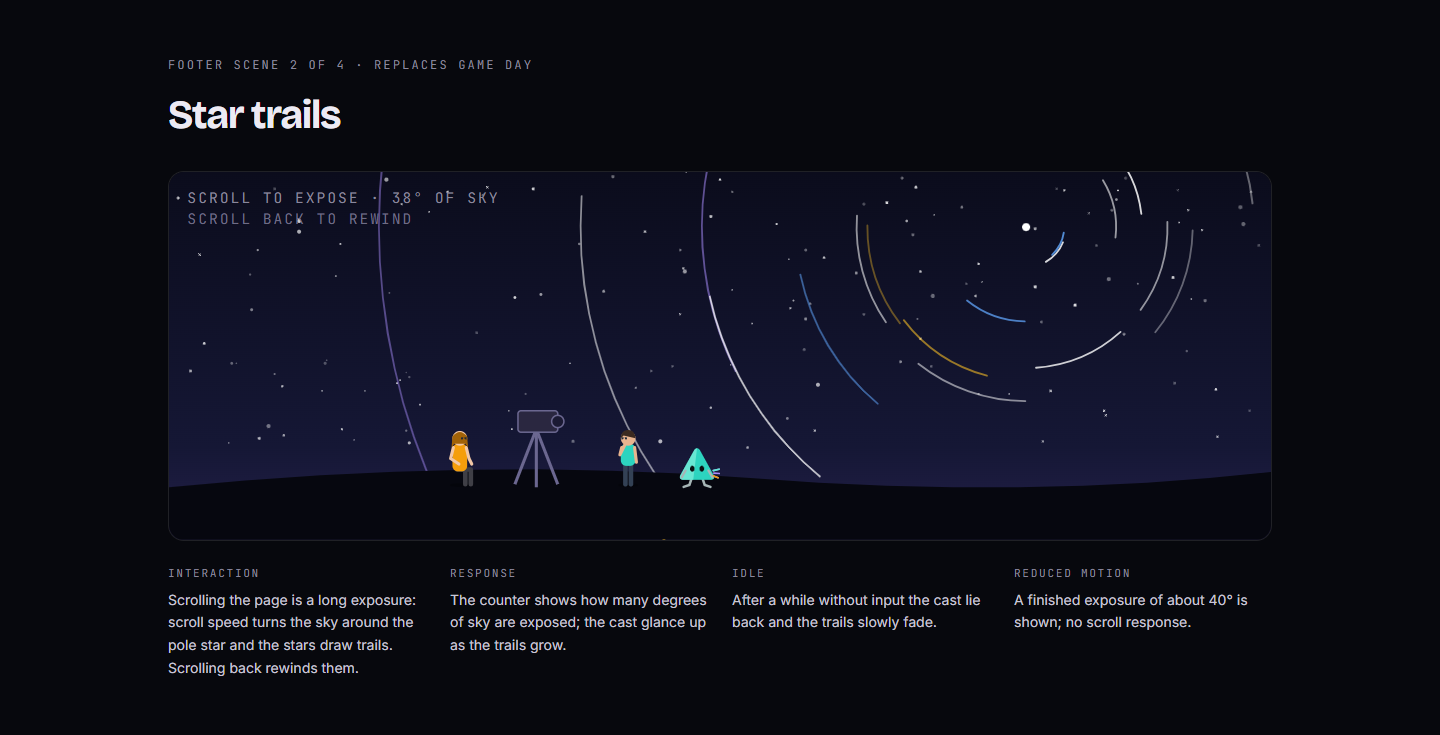 FOOTER SCENE 2 OF 4 · REPLACES GAME DAY
Star trails
SCROLL TO EXPOSE · 38° OF SKY
SCROLL BACK TO REWIND
INTERACTION
Scrolling the page is a long exposure:
scroll speed turns the sky around the
pole star and the stars draw trails.
Scrolling back rewinds them.
RESPONSE
The counter shows how many degrees
of sky are exposed; the cast glance up
as the trails grow.
IDLE
After a while without input the cast lie
back and the trails slowly fade.
REDUCED MOTION
A finished exposure of about 40° is
shown; no scroll response.